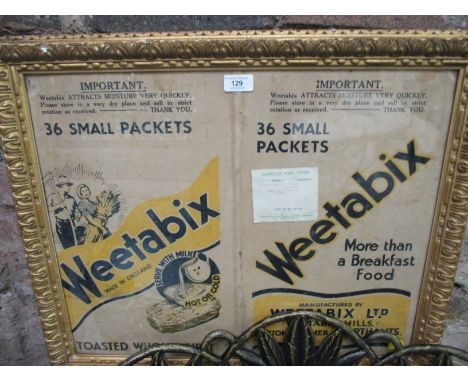 129
IMPORTANT.
Weetabix ATTRACTS MOISTURE VERY QUICKLY.
Please store in a very dry place and sell in strict
rotation as received. THANK YOU.
36 SMALL PACKETS
Weetabix
MADE IN ENGLAND
SERVE WITH MILK
HOT OR COLD
TOASTED
IMPORTANT.
Weetabix ATTRACTS MOISTURE VERY QUICKLY.
Please store in a very dry place and sell in strict
rotation as received. THANK YOU.
36 SMALL
PACKETS
Weetabix
More than
a Breakfast
Food
MANUFACTURED BY
WEETABIX LTD
MILLS,